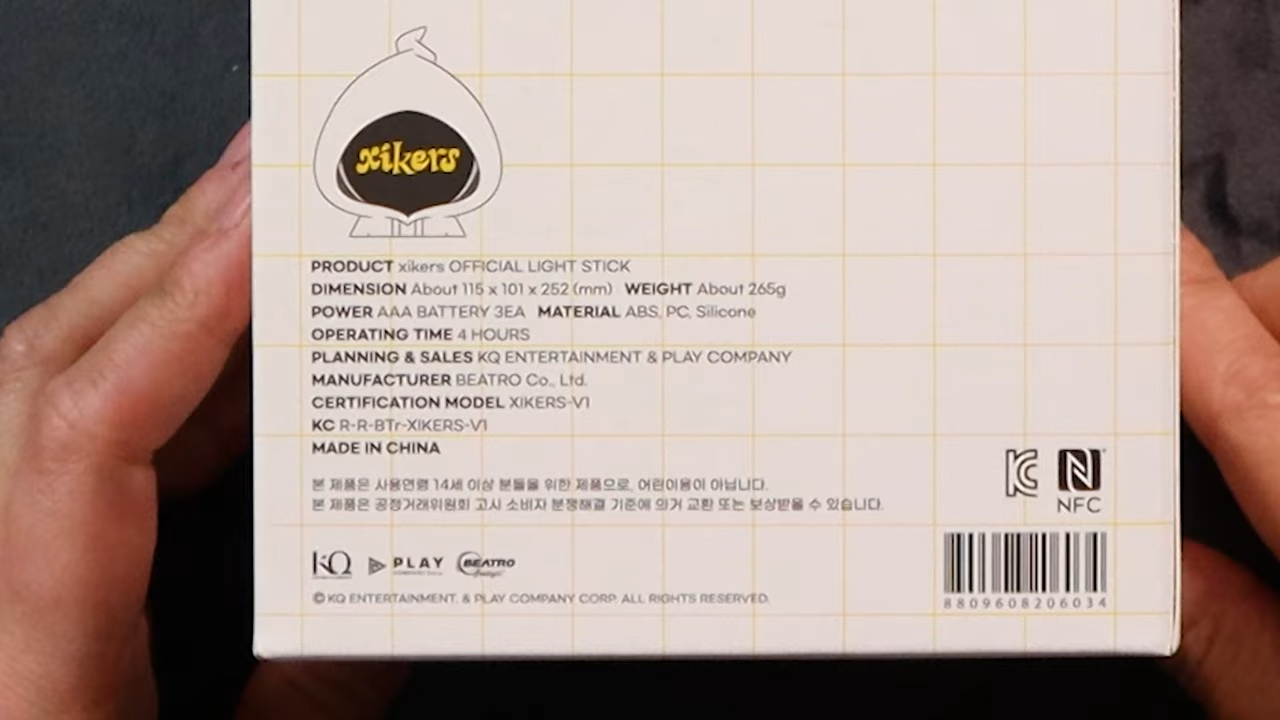 xikers
PRODUCT xikers OFFICIAL LIGHT STICK
DIMENSION About 115 x 101 x 252 (mm) WEIGHT About 265g
POWER AAA BATTERY 3EA MATERIAL ABS, PC, Silicone
OPERATING TIME 4 HOURS
PLANNING & SALES KQ ENTERTAINMENT & PLAY COMPANY
MANUFACTURER BEATRO Co., Ltd.
CERTIFICATION MODEL XIKERS-V1
KC R-R-BTr-XIKERS-V1
MADE IN CHINA
본 제품은 사용연령 14세 이상 분들을 위한 제품으로, 어린이용이 아닙니다.
본 제품은 공정거래위원회 고시 소비자 분쟁해결 기준에 의거 교환 또는 보상받을 수 있습니다.
KC
N
NFC
KQ
PLAY
BEATRO
8809608206034
© KQ ENTERTAINMENT. & PLAY COMPANY CORP. ALL RIGHTS RESERVED.